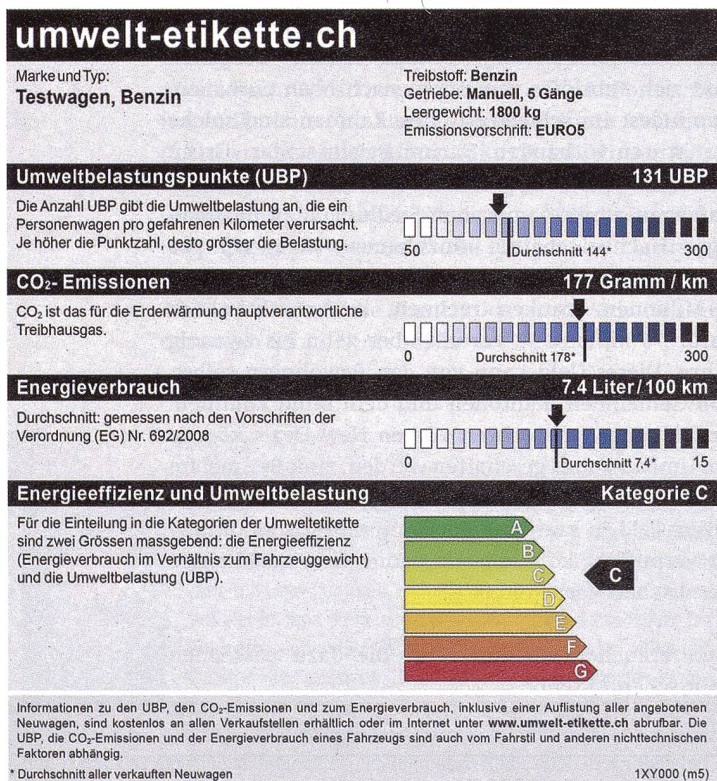 umwelt-etikette.ch
Marke und Typ:
Testwagen, Benzin
Treibstoff: Benzin
Getriebe: Manuell, 5 Gänge
Leergewicht: 1800 kg
Emissionsvorschrift: EURO5
Umweltbelastungspunkte (UBP) 131 UBP
Die Anzahl UBP gibt die Umweltbelastung an, die ein
Personenwagen pro gefahrenen Kilometer verursacht.
Je höher die Punktzahl, desto grösser die Belastung.
50 Durchschnitt 144* 300
CO₂- Emissionen 177 Gramm / km
CO₂ ist das für die Erderwärmung hauptverantwortliche
Treibhausgas.
0 Durchschnitt 178* 300
Energieverbrauch 7.4 Liter/100 km
Durchschnitt: gemessen nach den Vorschriften der
Verordnung (EG) Nr. 692/2008
0 Durchschnitt 7,4* 15
Energieeffizienz und Umweltbelastung Kategorie C
Für die Einteilung in die Kategorien der Umweltetikette
sind zwei Grössen massgebend: die Energieeffizienz
(Energieverbrauch im Verhältnis zum Fahrzeuggewicht)
und die Umweltbelastung (UBP).
A
B
C C
D
E
F
G
Informationen zu den UBP, den CO₂-Emissionen und zum Energieverbrauch, inklusive einer Auflistung aller angebotenen
Neuwagen, sind kostenlos an allen Verkaufstellen erhältlich oder im Internet unter www.umwelt-etikette.ch abrufbar. Die
UBP, die CO₂-Emissionen und der Energieverbrauch eines Fahrzeugs sind auch vom Fahrstil und anderen nichttechnischen
Faktoren abhängig.
* Durchschnitt aller verkauften Neuwagen 1XY000 (m5)